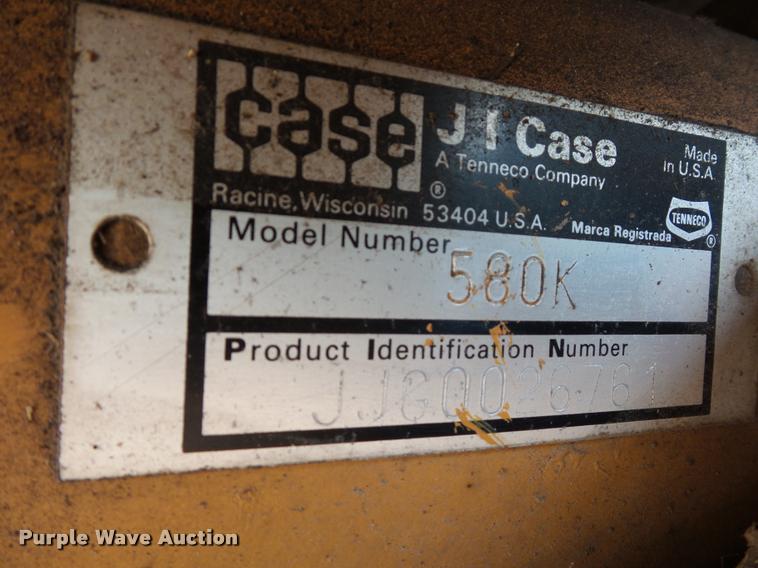 case
J I Case
A Tenneco Company
Made in U.S.A.
Racine, Wisconsin 53404 U.S.A.
Marca Registrada
TENNECO
®
®
Model Number
580K
Product Identification Number
JJG0026761
Purple Wave Auction